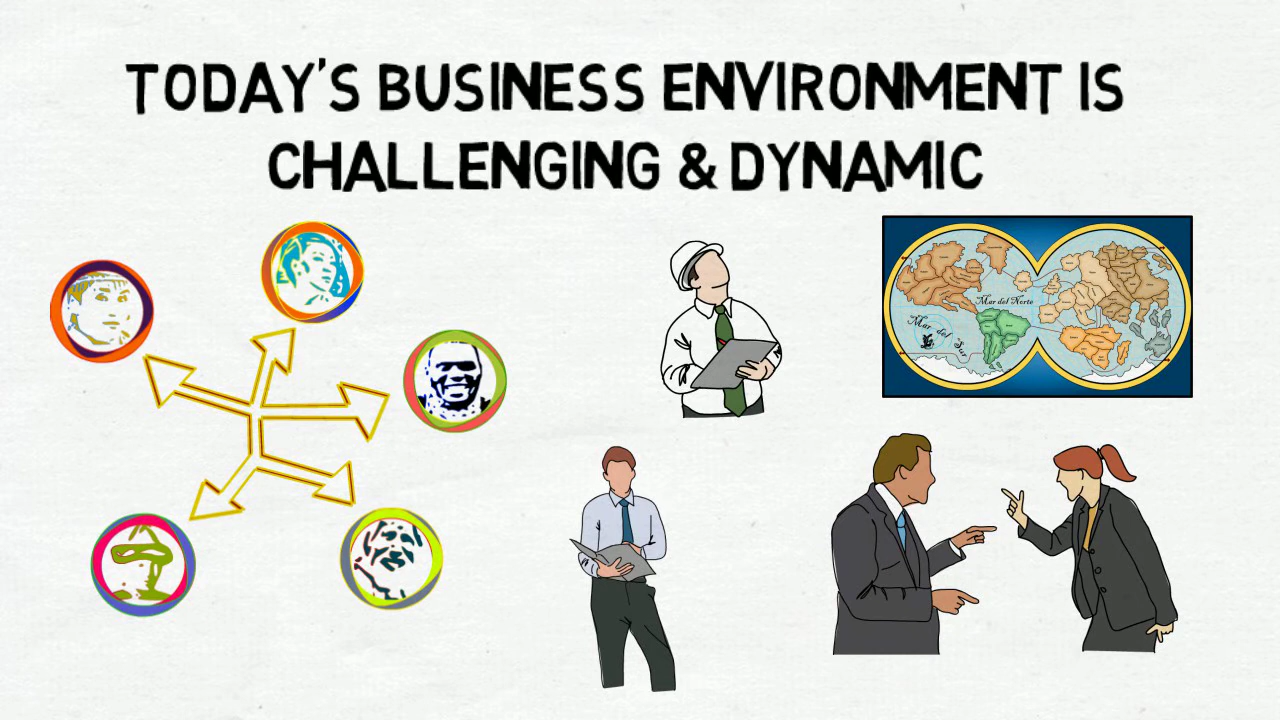 TODAY'S BUSINESS ENVIRONMENT IS
CHALLENGING & DYNAMIC
Mar del Norte
Mar del Sur